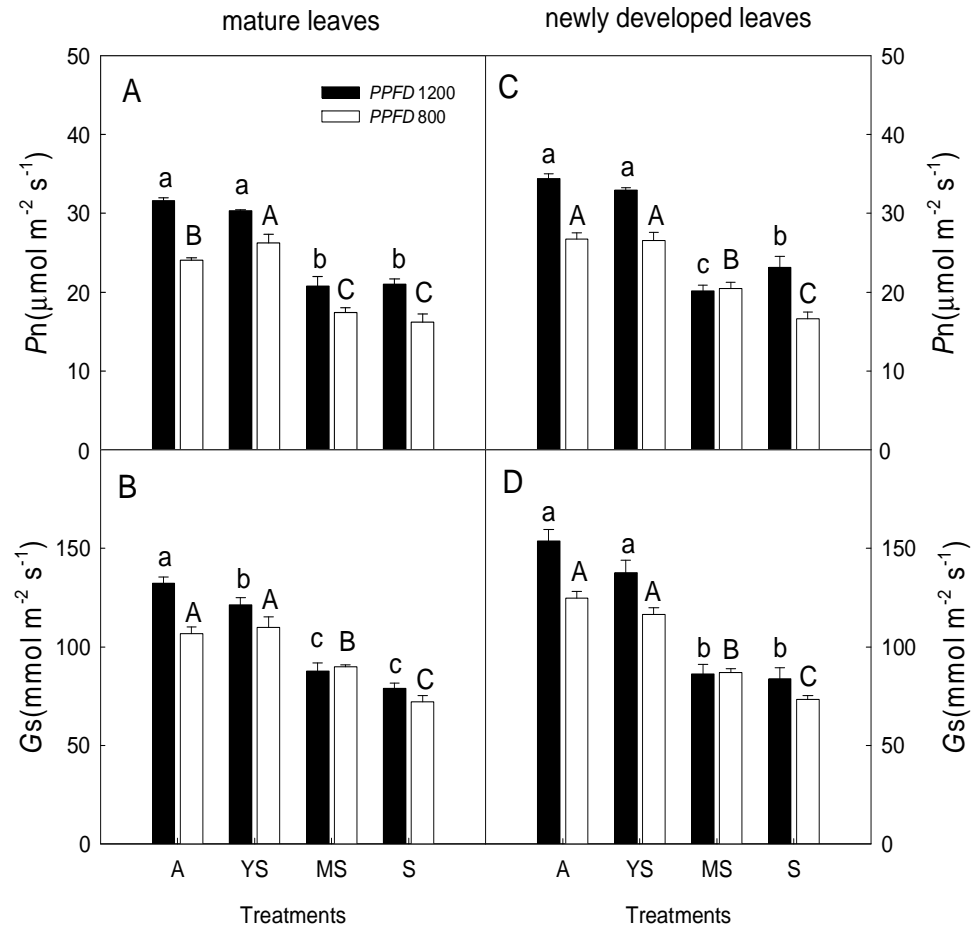 mature leaves
newly developed leaves
50 A PPFD 1200 C 50
PPFD 800
40 40
a a a a
30 B A A A 30
b b c B b
20 C C C 20
10 10
0 0
Pn(μmol m-2 s-1)
Pn(μmol m-2 s-1)
B D
150 a b a a 150
A A A A
100 c B c C b B b C 100
50 50
0 0
Gs(mmol m-2 s-1)
Gs(mmol m-2 s-1)
A YS MS S A YS MS S
Treatments Treatments